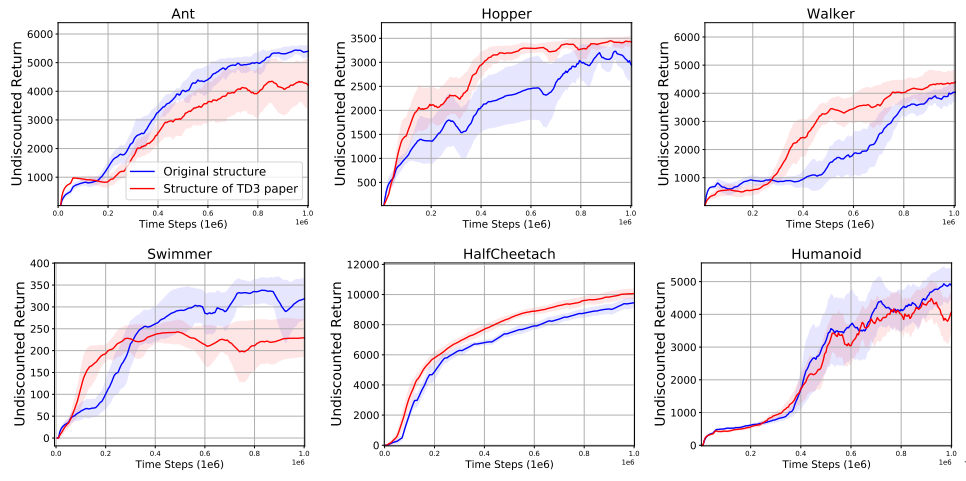 Ant
Undiscounted Return
6000
5000
4000
3000
2000
1000
Original structure
Structure of TD3 paper
0.0 0.2 0.4 0.6 0.8 1.0
Time Steps (1e6)
1e6
Hopper
Undiscounted Return
3500
3000
2500
2000
1500
1000
500
0.2 0.4 0.6 0.8 1.0
Time Steps (1e6)
1e6
Walker
Undiscounted Return
6000
5000
4000
3000
2000
1000
0.2 0.4 0.6 0.8 1.0
Time Steps (1e6)
1e6
Swimmer
Undiscounted Return
400
350
300
250
200
150
100
50
0
0.0 0.2 0.4 0.6 0.8 1.0
Time Steps (1e6)
1e6
HalfCheetach
Undiscounted Return
12000
10000
8000
6000
4000
2000
0
0.0 0.2 0.4 0.6 0.8 1.0
Time Steps (1e6)
1e6
Humanoid
Undiscounted Return
5000
4000
3000
2000
1000
0
0.2 0.4 0.6 0.8 1.0
Time Steps (1e6)
1e6